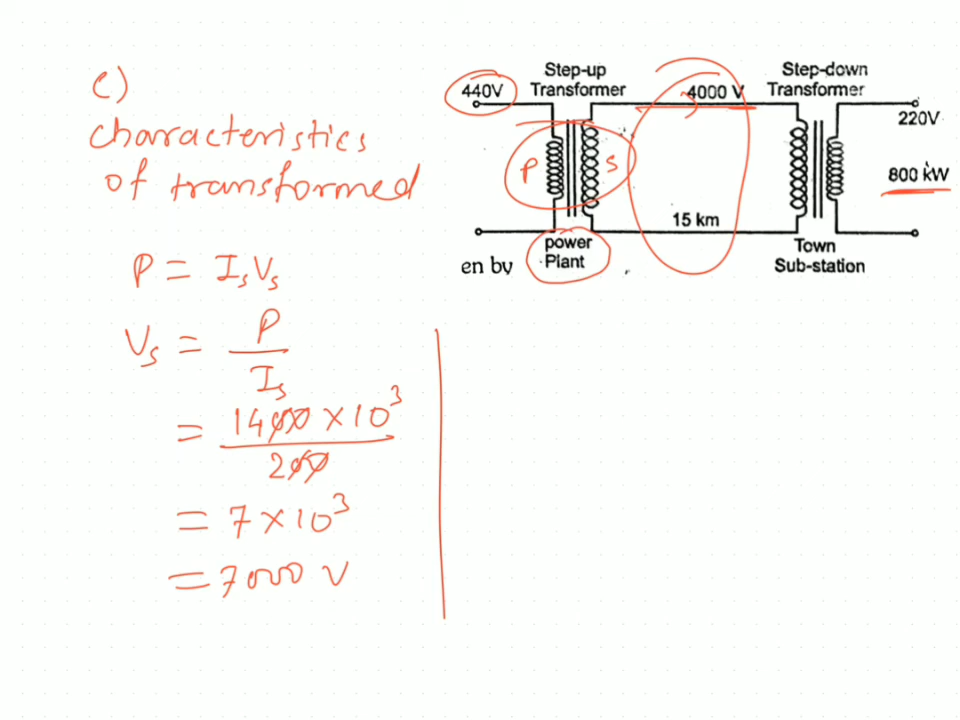 c)
characteristics
of transformed
P = IsVs
Vs = P / Is
= 1400 × 10³ / 200
= 7 × 10³
= 7000 V
Step-up
Transformer
440V
4000 V
Step-down
Transformer
220V
P
S
800 kW
15 km
power
Plant
en by
Town
Sub-station